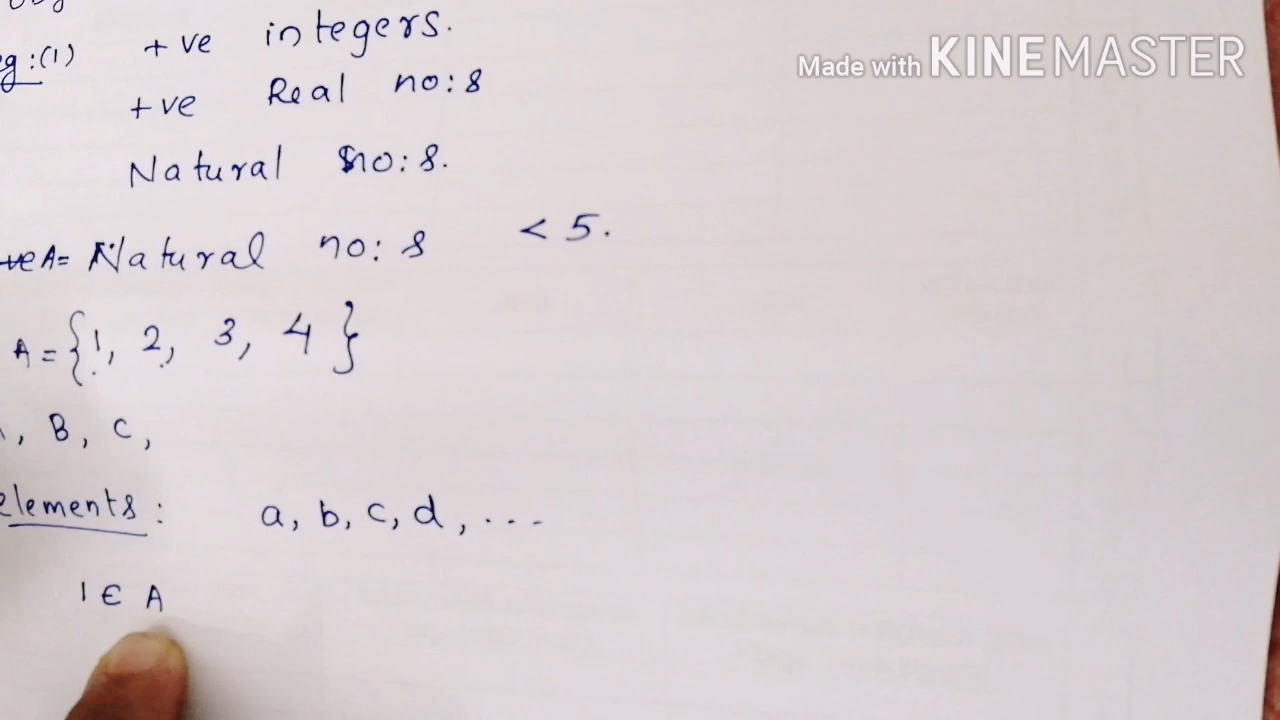 eg:(1) +ve integers.
Made with KINEMASTER
+ve Real no:s
Natural no:s.
A= Natural no:s < 5.
A = {1, 2, 3, 4}
, B, C,
elements: a, b, c, d, ...
1 ∈ A